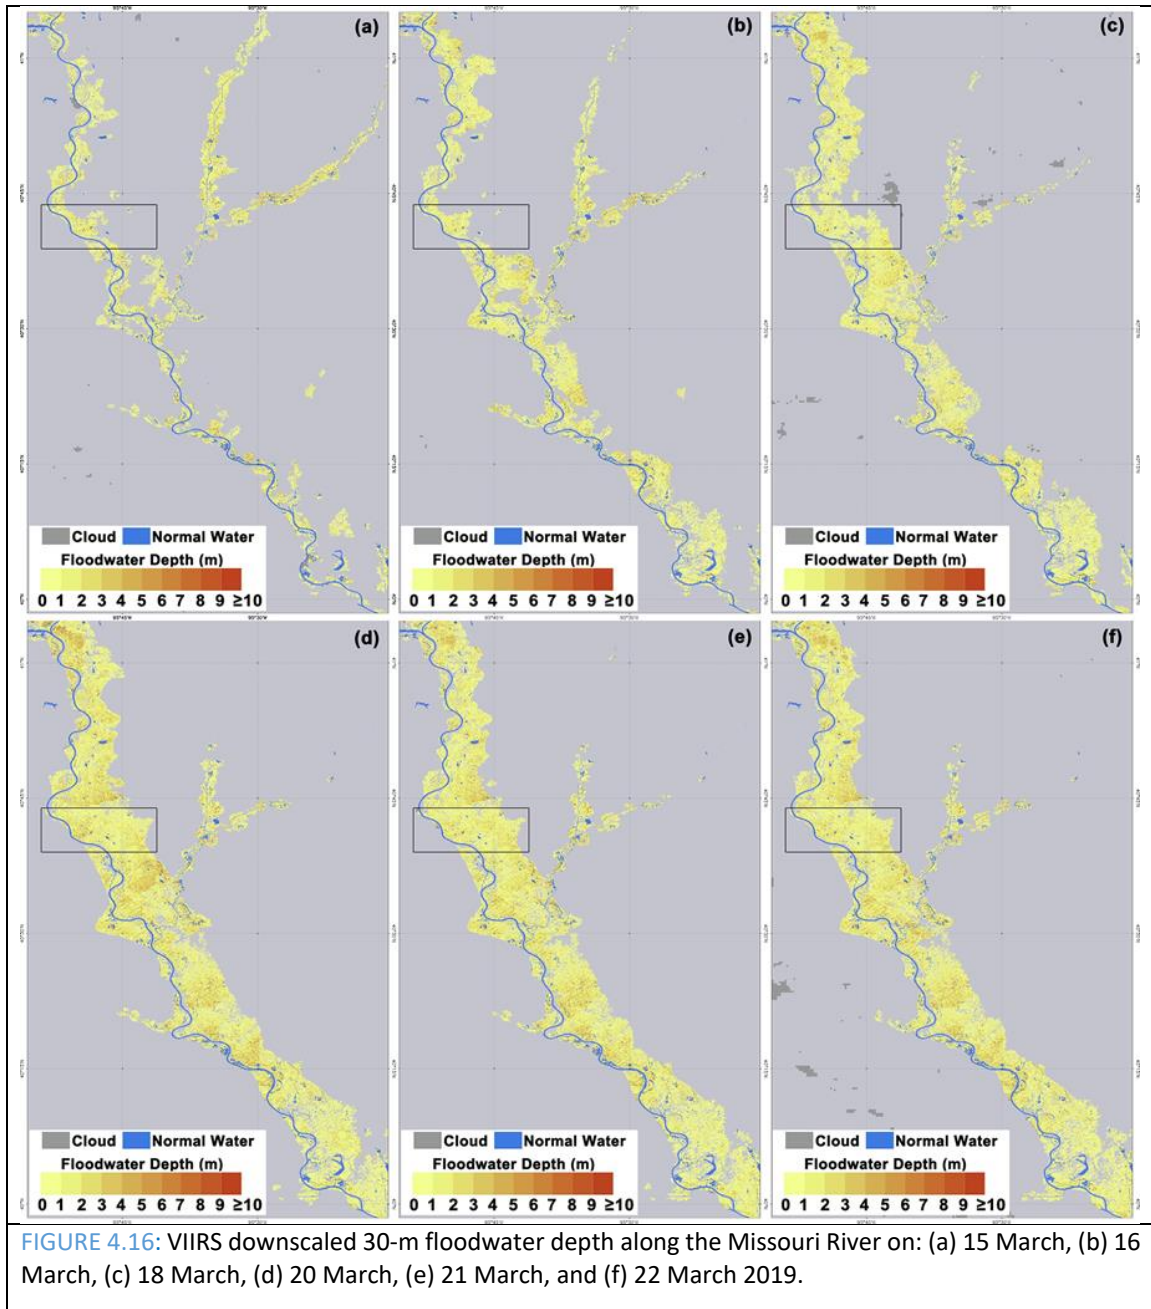 (a)
(b)
(c)
Cloud Normal Water
Floodwater Depth (m)
0 1 2 3 4 5 6 7 8 9 ≥10
Cloud Normal Water
Floodwater Depth (m)
0 1 2 3 4 5 6 7 8 9 ≥10
Cloud Normal Water
Floodwater Depth (m)
0 1 2 3 4 5 6 7 8 9 ≥10
(d)
(e)
(f)
Cloud Normal Water
Floodwater Depth (m)
0 1 2 3 4 5 6 7 8 9 ≥10
Cloud Normal Water
Floodwater Depth (m)
0 1 2 3 4 5 6 7 8 9 ≥10
Cloud Normal Water
Floodwater Depth (m)
0 1 2 3 4 5 6 7 8 9 ≥10
FIGURE 4.16: VIIRS downscaled 30-m floodwater depth along the Missouri River on: (a) 15 March, (b) 16
March, (c) 18 March, (d) 20 March, (e) 21 March, and (f) 22 March 2019.